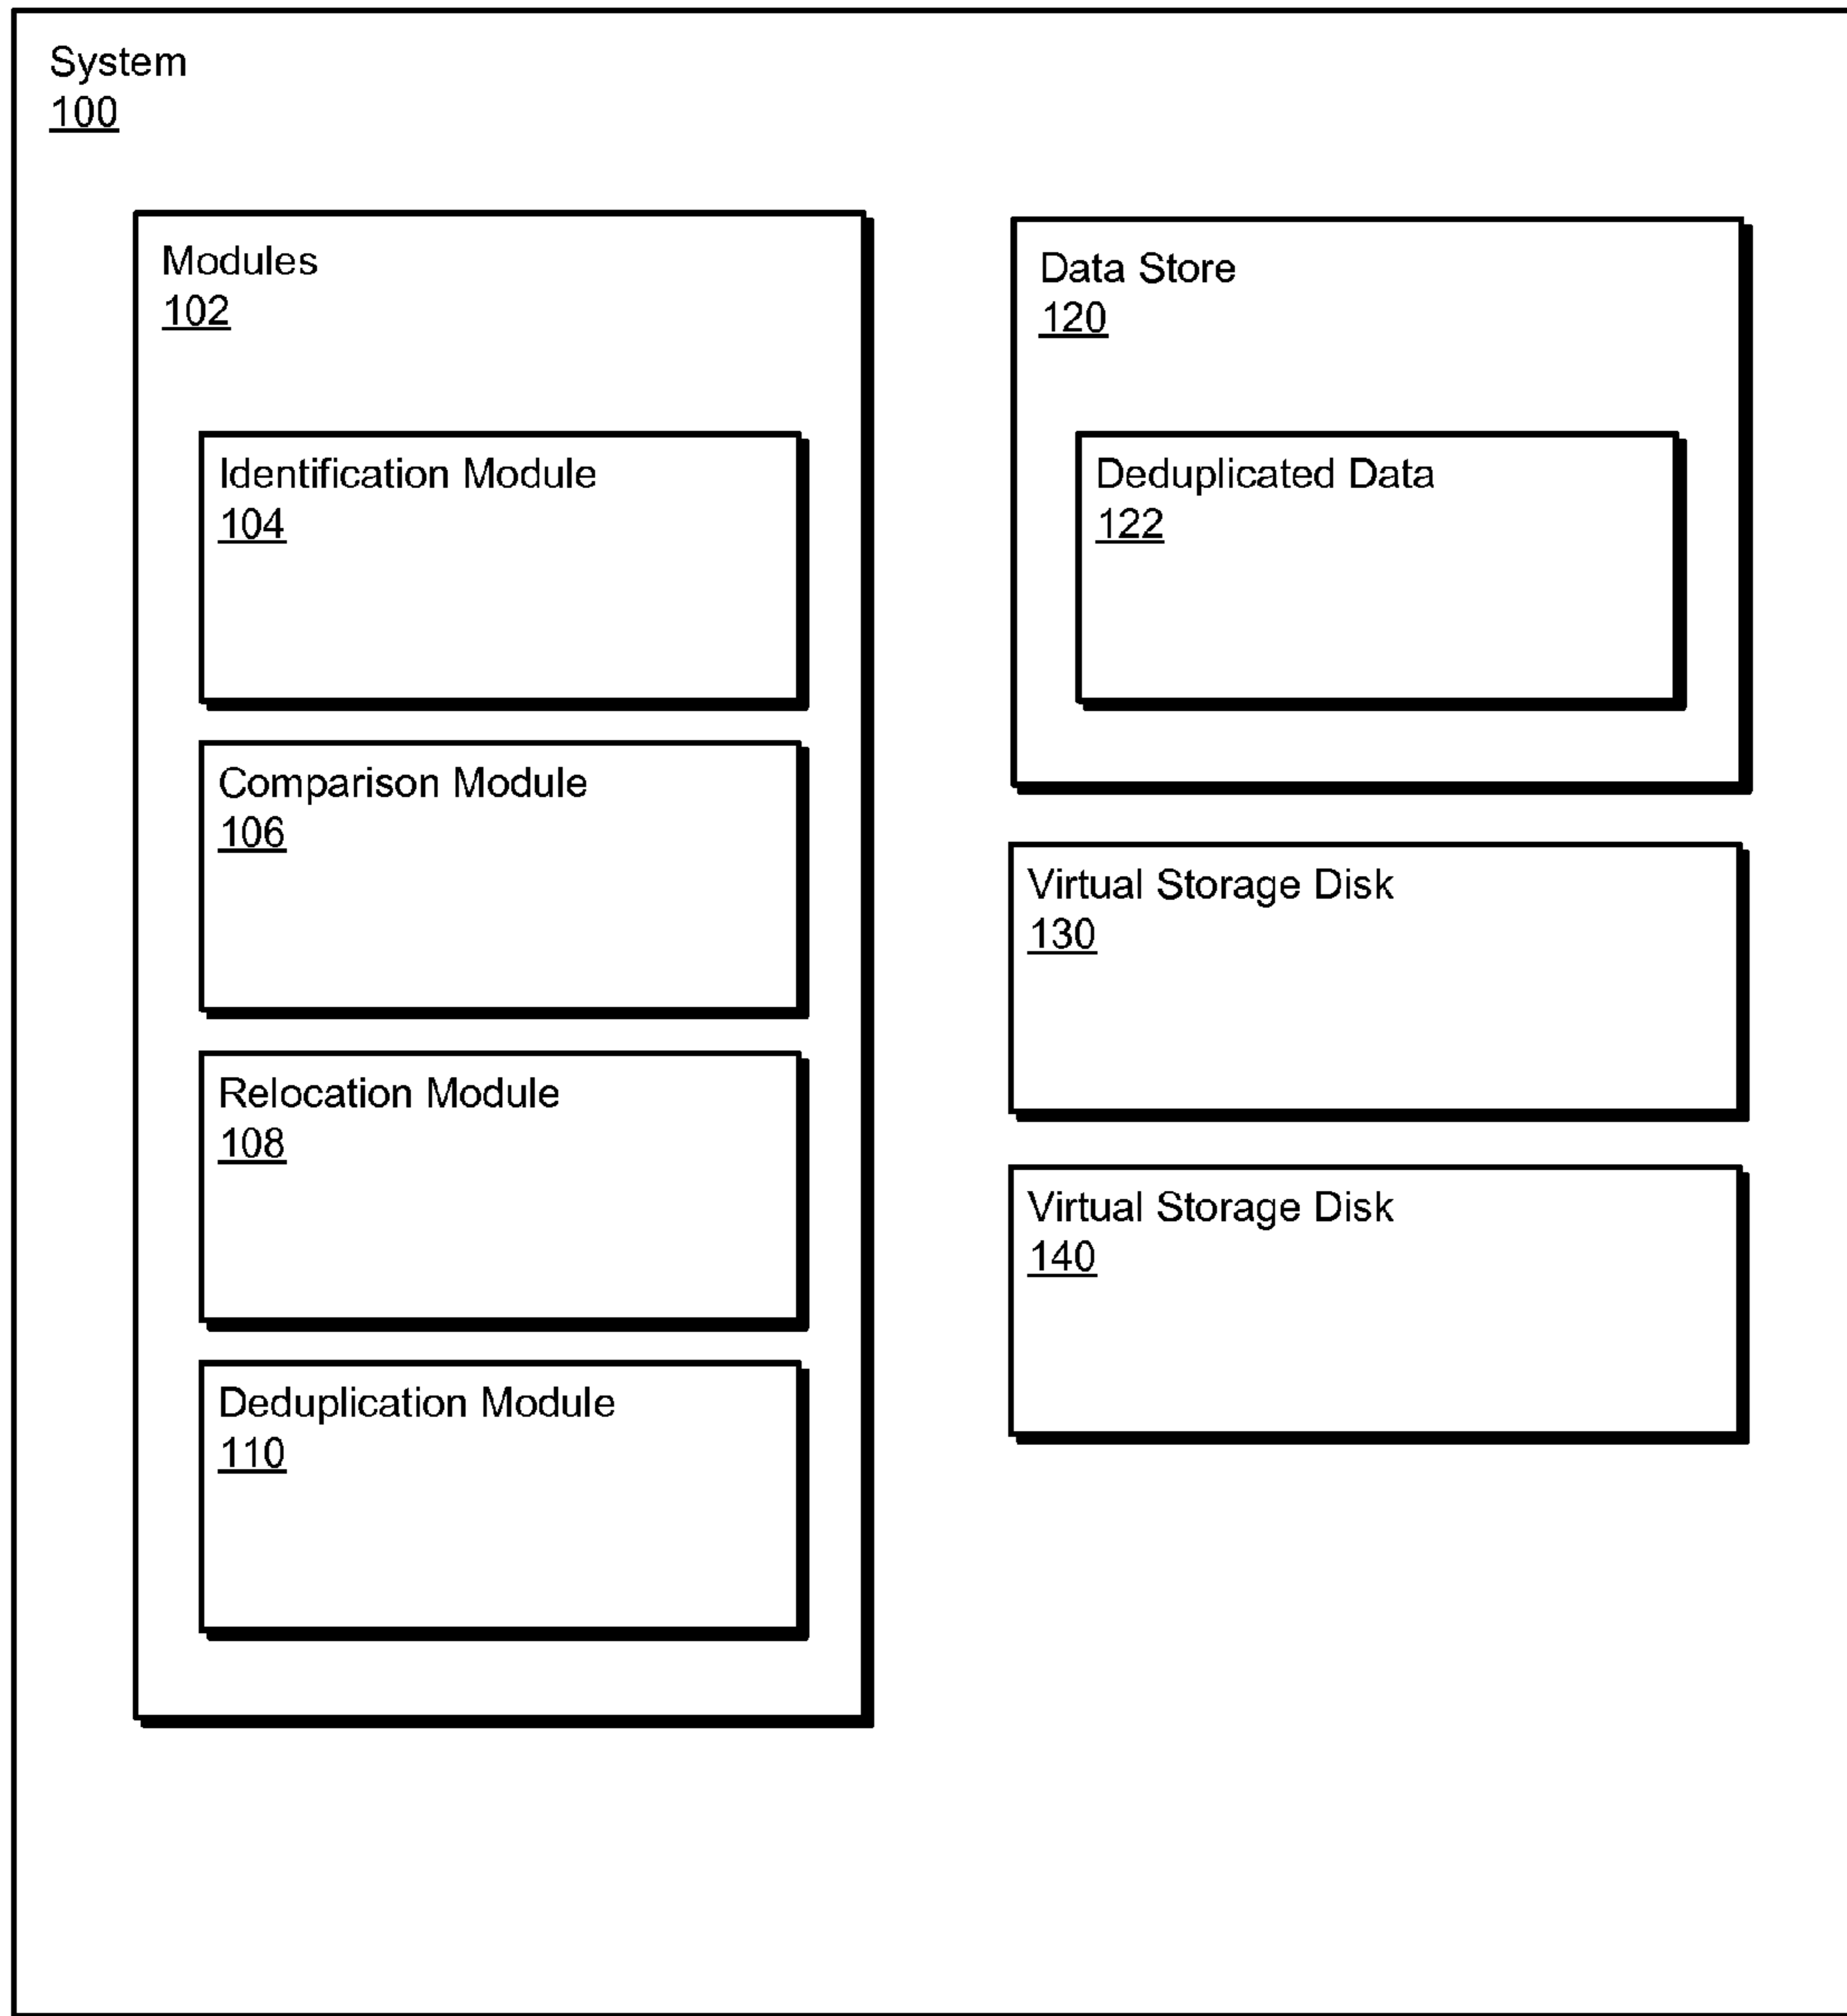 System
100
Modules
102
Identification Module
104
Comparison Module
106
Relocation Module
108
Deduplication Module
110
Data Store
120
Deduplicated Data
122
Virtual Storage Disk
130
Virtual Storage Disk
140